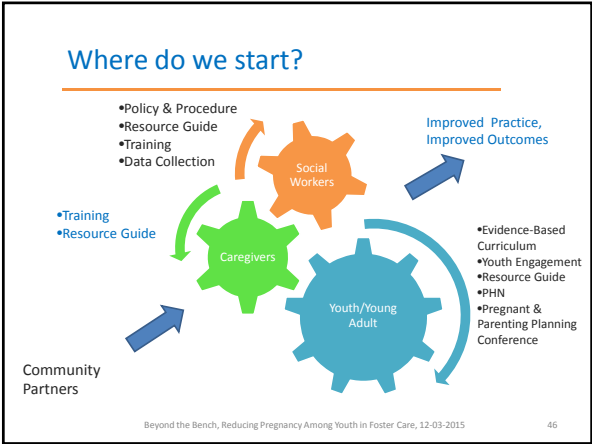 Where do we start?
•Policy & Procedure
•Resource Guide
•Training
•Data Collection
Improved Practice,
Improved Outcomes
Social
Workers
•Training
•Resource Guide
Caregivers
•Evidence-Based
Curriculum
•Youth Engagement
•Resource Guide
•PHN
•Pregnant &
Parenting Planning
Conference
Youth/Young
Adult
Community
Partners
Beyond the Bench, Reducing Pregnancy Among Youth in Foster Care, 12-03-2015
46